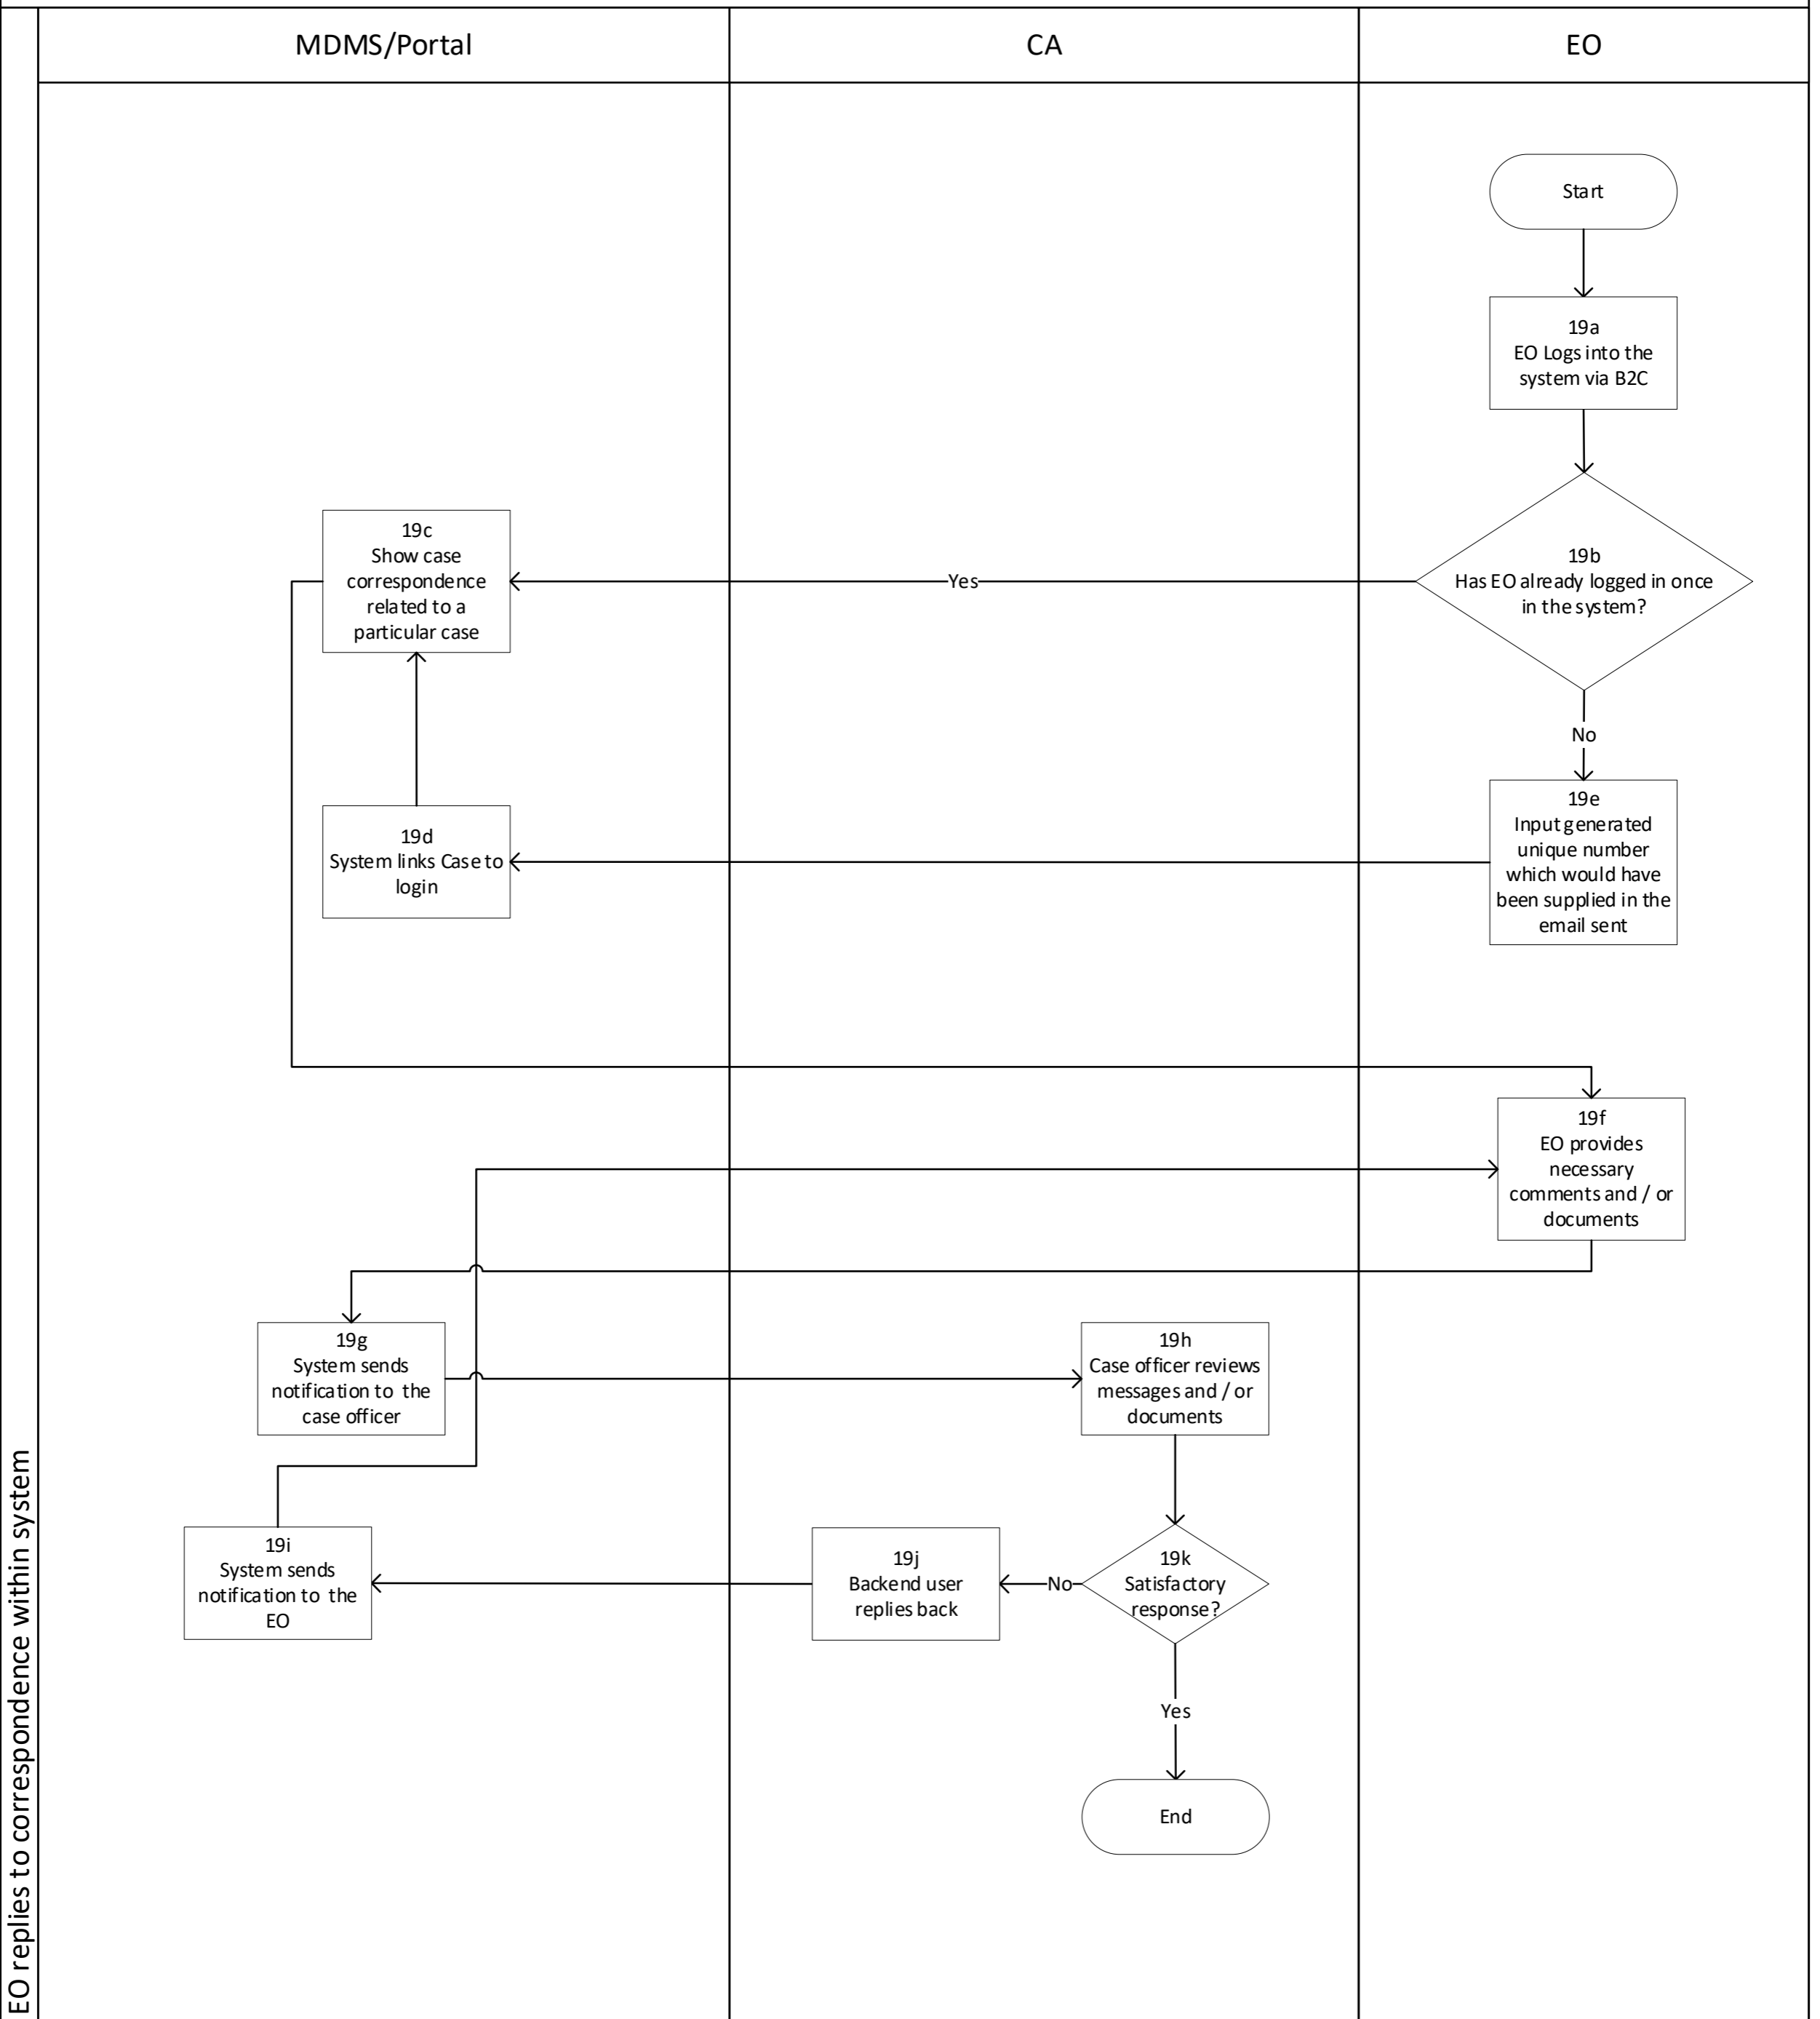 MDMS/Portal
CA
EO
Start
19a
EO Logs into the
system via B2C
19b
Has EO already logged in once
in the system?
Yes
19c
Show case
correspondence
related to a
particular case
No
19e
Input generated
unique number
which would have
been supplied in the
email sent
19d
System links Case to
login
19f
EO provides
necessary
comments and / or
documents
19g
System sends
notification to the
case officer
19h
Case officer reviews
messages and / or
documents
19k
Satisfactory
response?
No
19j
Backend user
replies back
19i
System sends
notification to the
EO
Yes
End
EO replies to correspondence within system